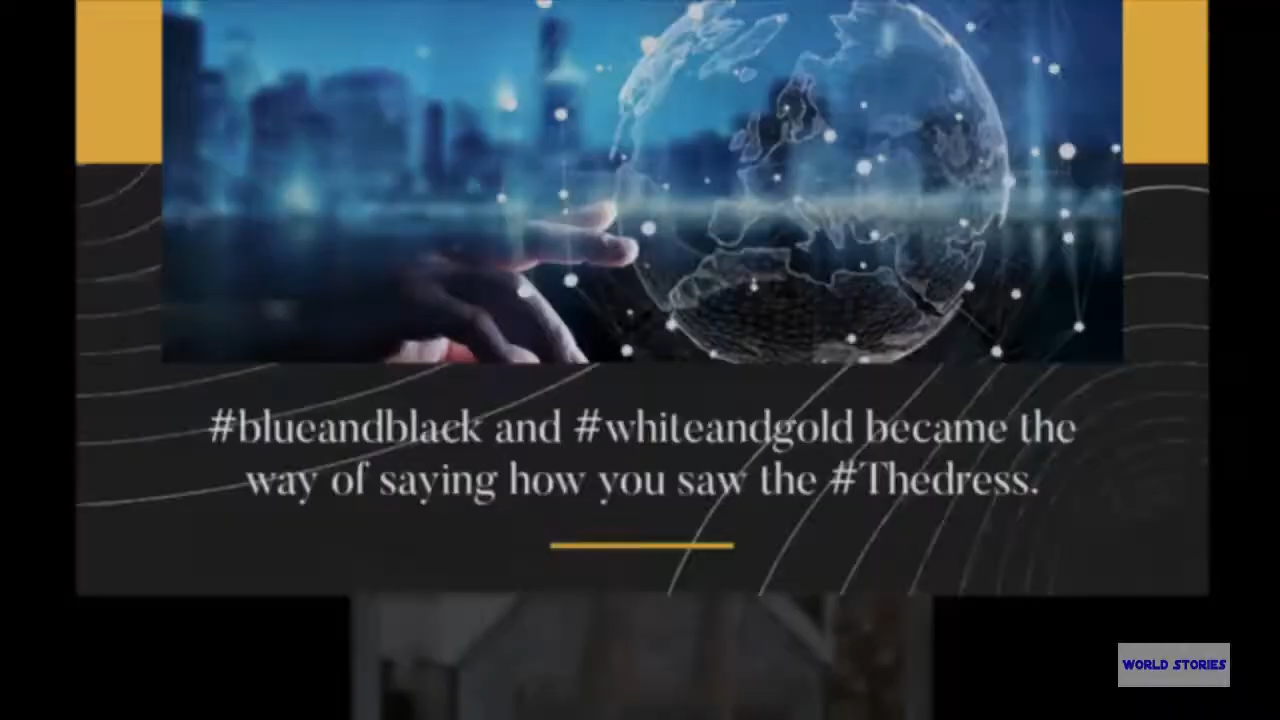 #blueandblack and #whiteandgold became the
way of saying how you saw the #Thedress.
WORLD STORIES